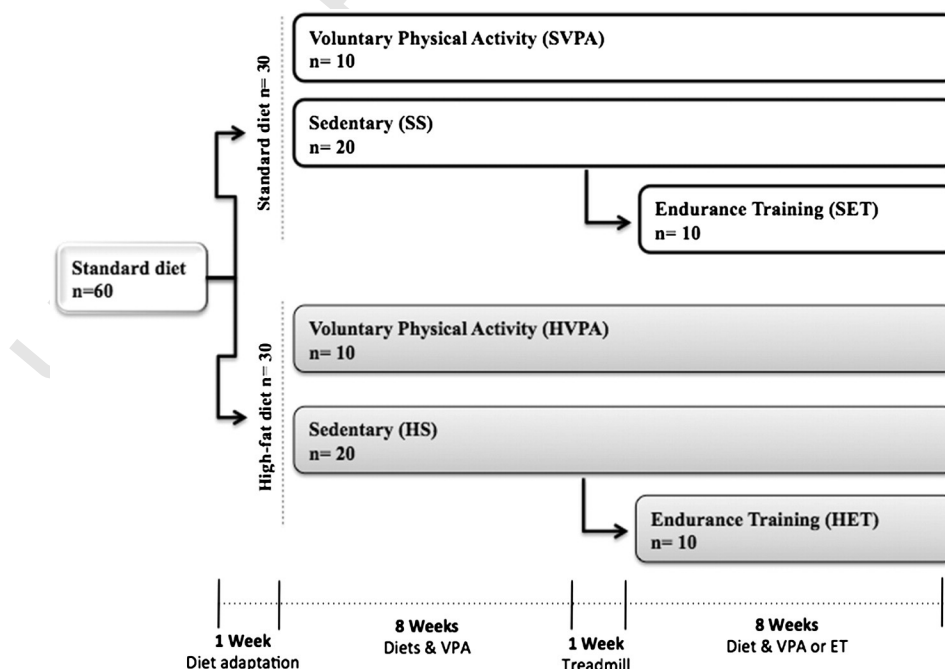 Standard diet
n=60
Standard diet n= 30
Voluntary Physical Activity (SVPA)
n= 10
Sedentary (SS)
n= 20
Endurance Training (SET)
n= 10
High-fat diet n= 30
Voluntary Physical Activity (HVPA)
n= 10
Sedentary (HS)
n= 20
Endurance Training (HET)
n= 10
1 Week
Diet adaptation
8 Weeks
Diets & VPA
1 Week
Treadmill
8 Weeks
Diet & VPA or ET